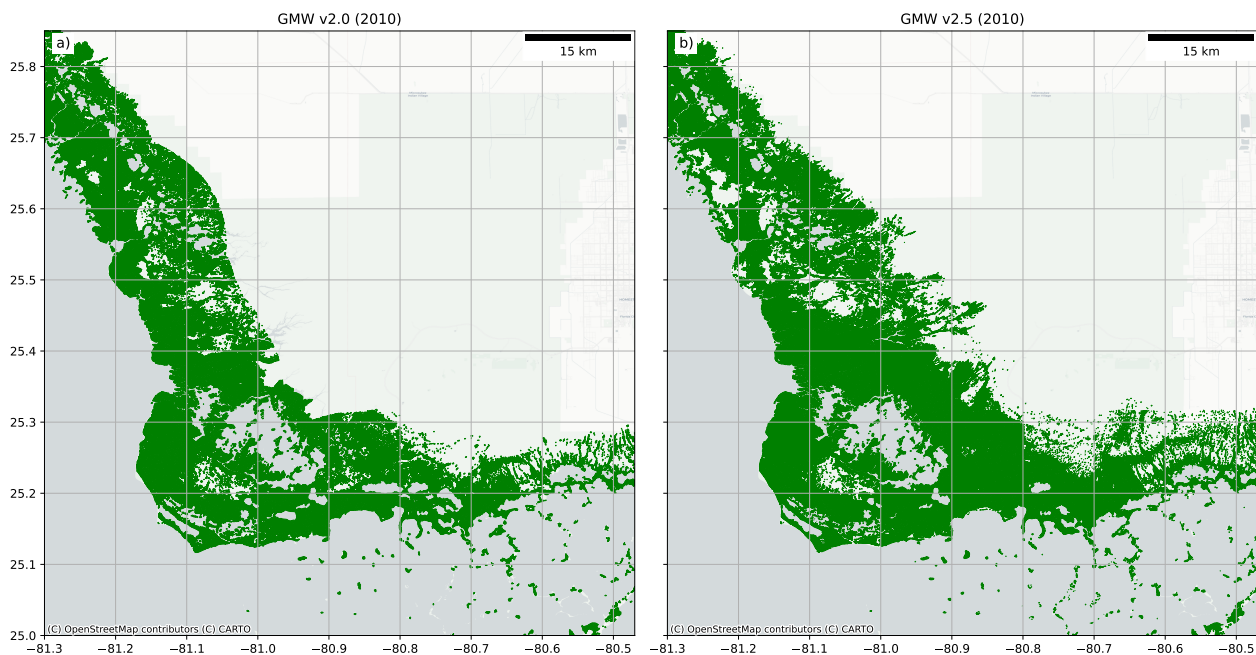 GMW v2.0 (2010)
GMW v2.5 (2010)
a)
15 km
b)
15 km
25.8
25.7
25.6
25.5
25.4
25.3
25.2
25.1
25.0
(C) OpenStreetMap contributors (C) CARTO
(C) OpenStreetMap contributors (C) CARTO
−81.3 −81.2 −81.1 −81.0 −80.9 −80.8 −80.7 −80.6 −80.5
−81.3 −81.2 −81.1 −81.0 −80.9 −80.8 −80.7 −80.6 −80.5